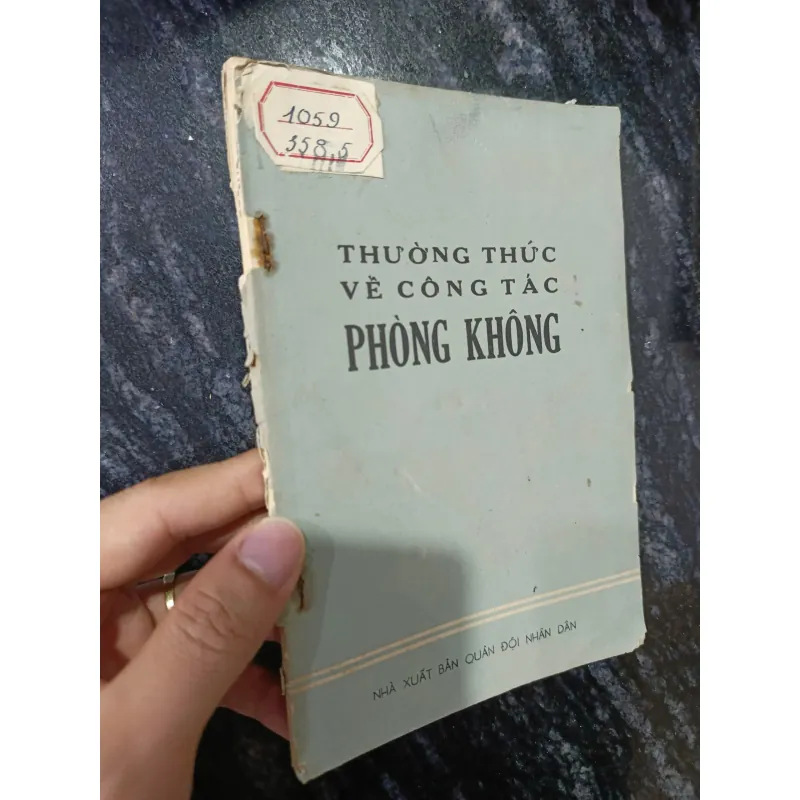 1059
358.5
THƯỜNG THỨC
VỀ CÔNG TÁC
PHÒNG KHÔNG
NHÀ XUẤT BẢN QUÂN ĐỘI NHÂN DÂN